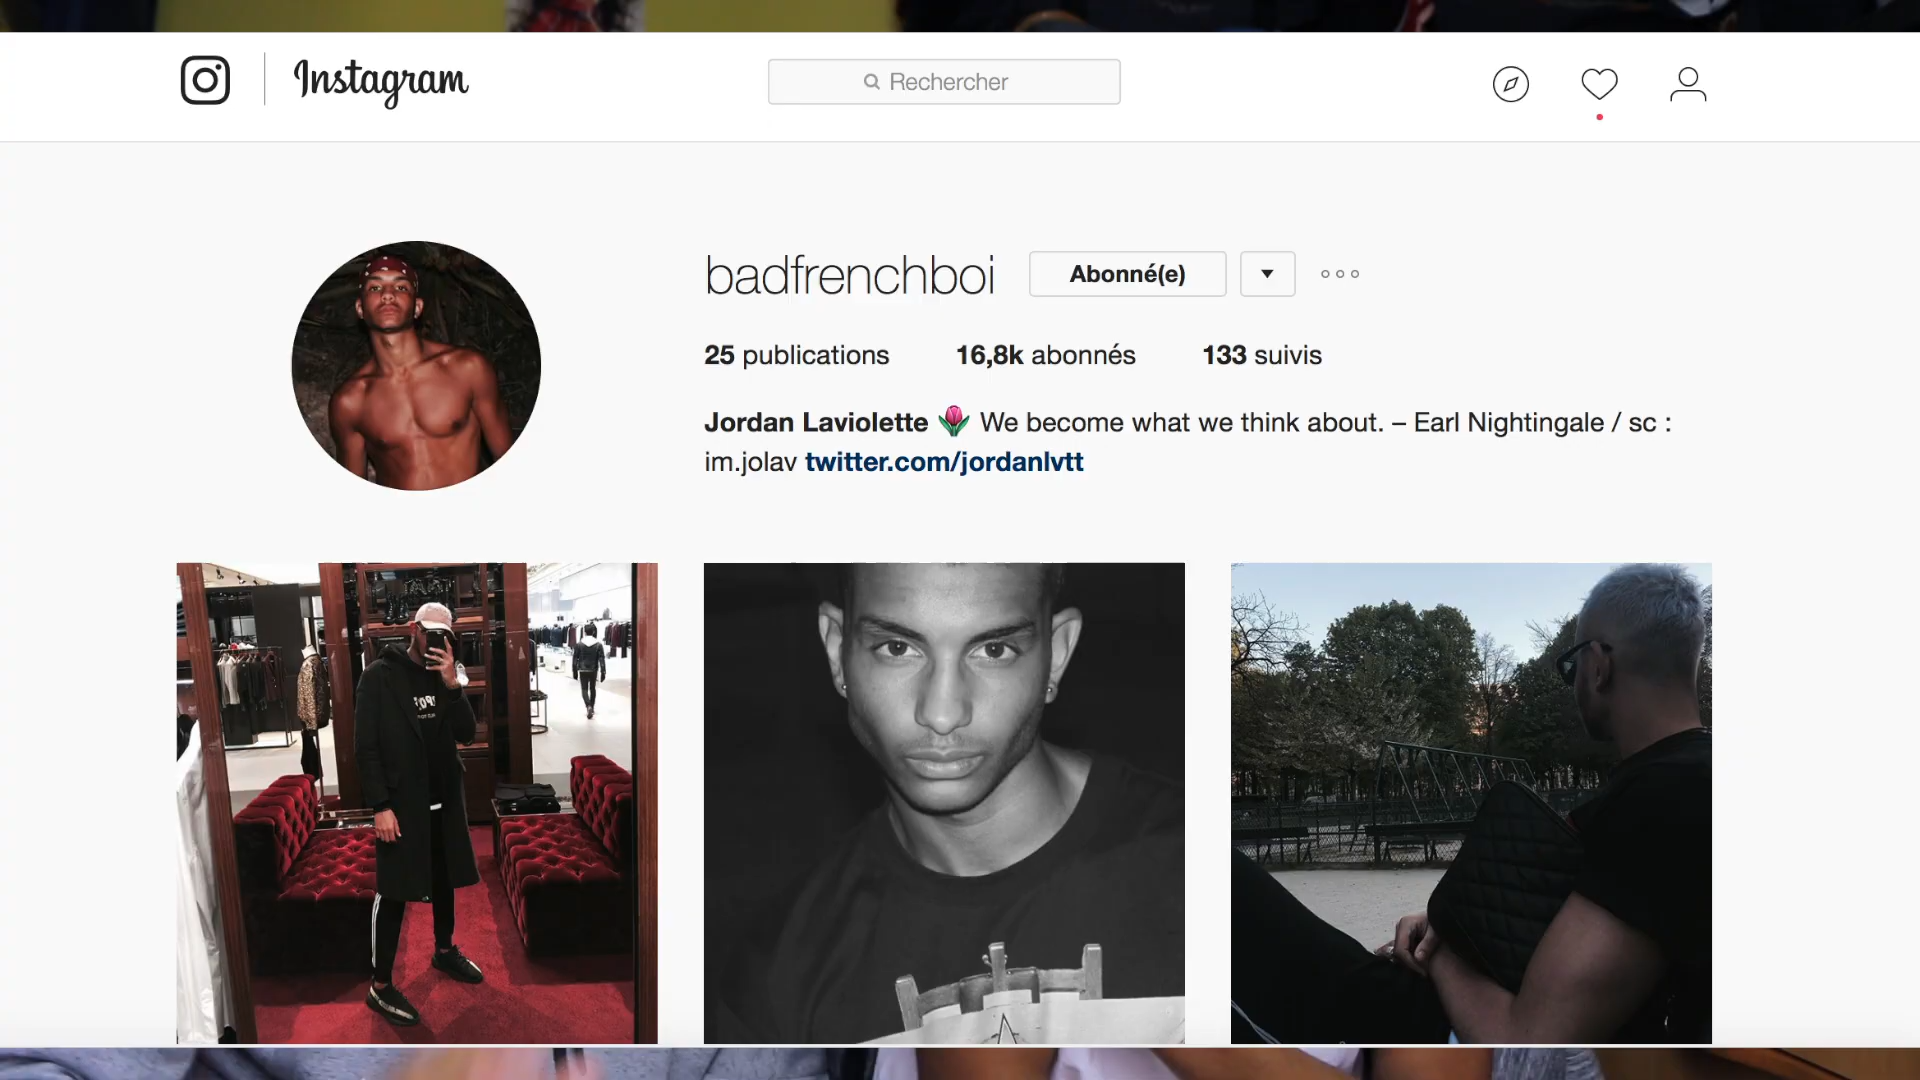 Instagram
Rechercher
badfrenchboi
Abonné(e)
25 publications
16,8k abonnés
133 suivis
Jordan Laviolette 🌷 We become what we think about. – Earl Nightingale / sc :
im.jolav twitter.com/jordanlvtt